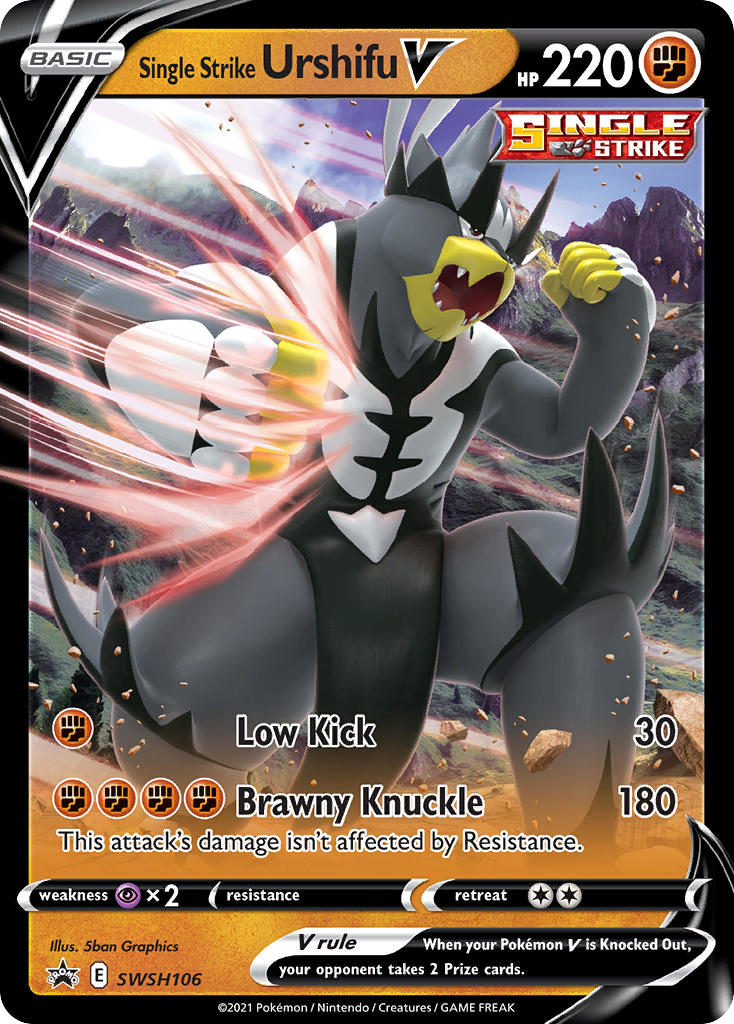 BASIC
Single Strike Urshifu V
HP 220
SINGLE
STRIKE
Low Kick 30
Brawny Knuckle 180
This attack's damage isn't affected by Resistance.
weakness ×2 resistance retreat
Illus. 5ban Graphics
V rule When your Pokémon V is Knocked Out,
your opponent takes 2 Prize cards.
PROMO E SWSH106
©2021 Pokémon / Nintendo / Creatures / GAME FREAK